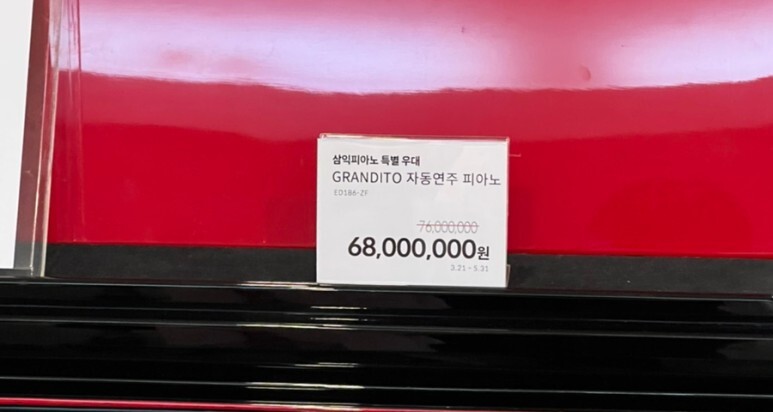 삼익피아노 특별 우대
GRANDITO 자동연주 피아노
ED186-ZF
76,000,000
68,000,000원
3.21 - 5.31